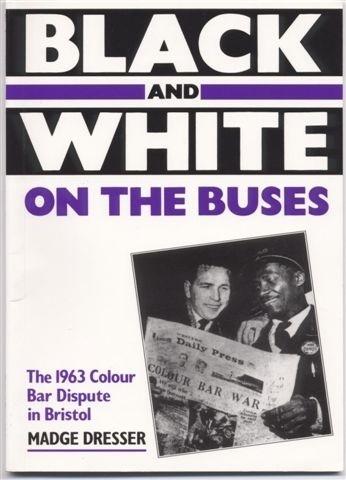 BLACK
AND
WHITE
ON THE BUSES
WESTERN
Daily Press
COLOUR BAR WAR
The 1963 Colour
Bar Dispute
in Bristol
MADGE DRESSER